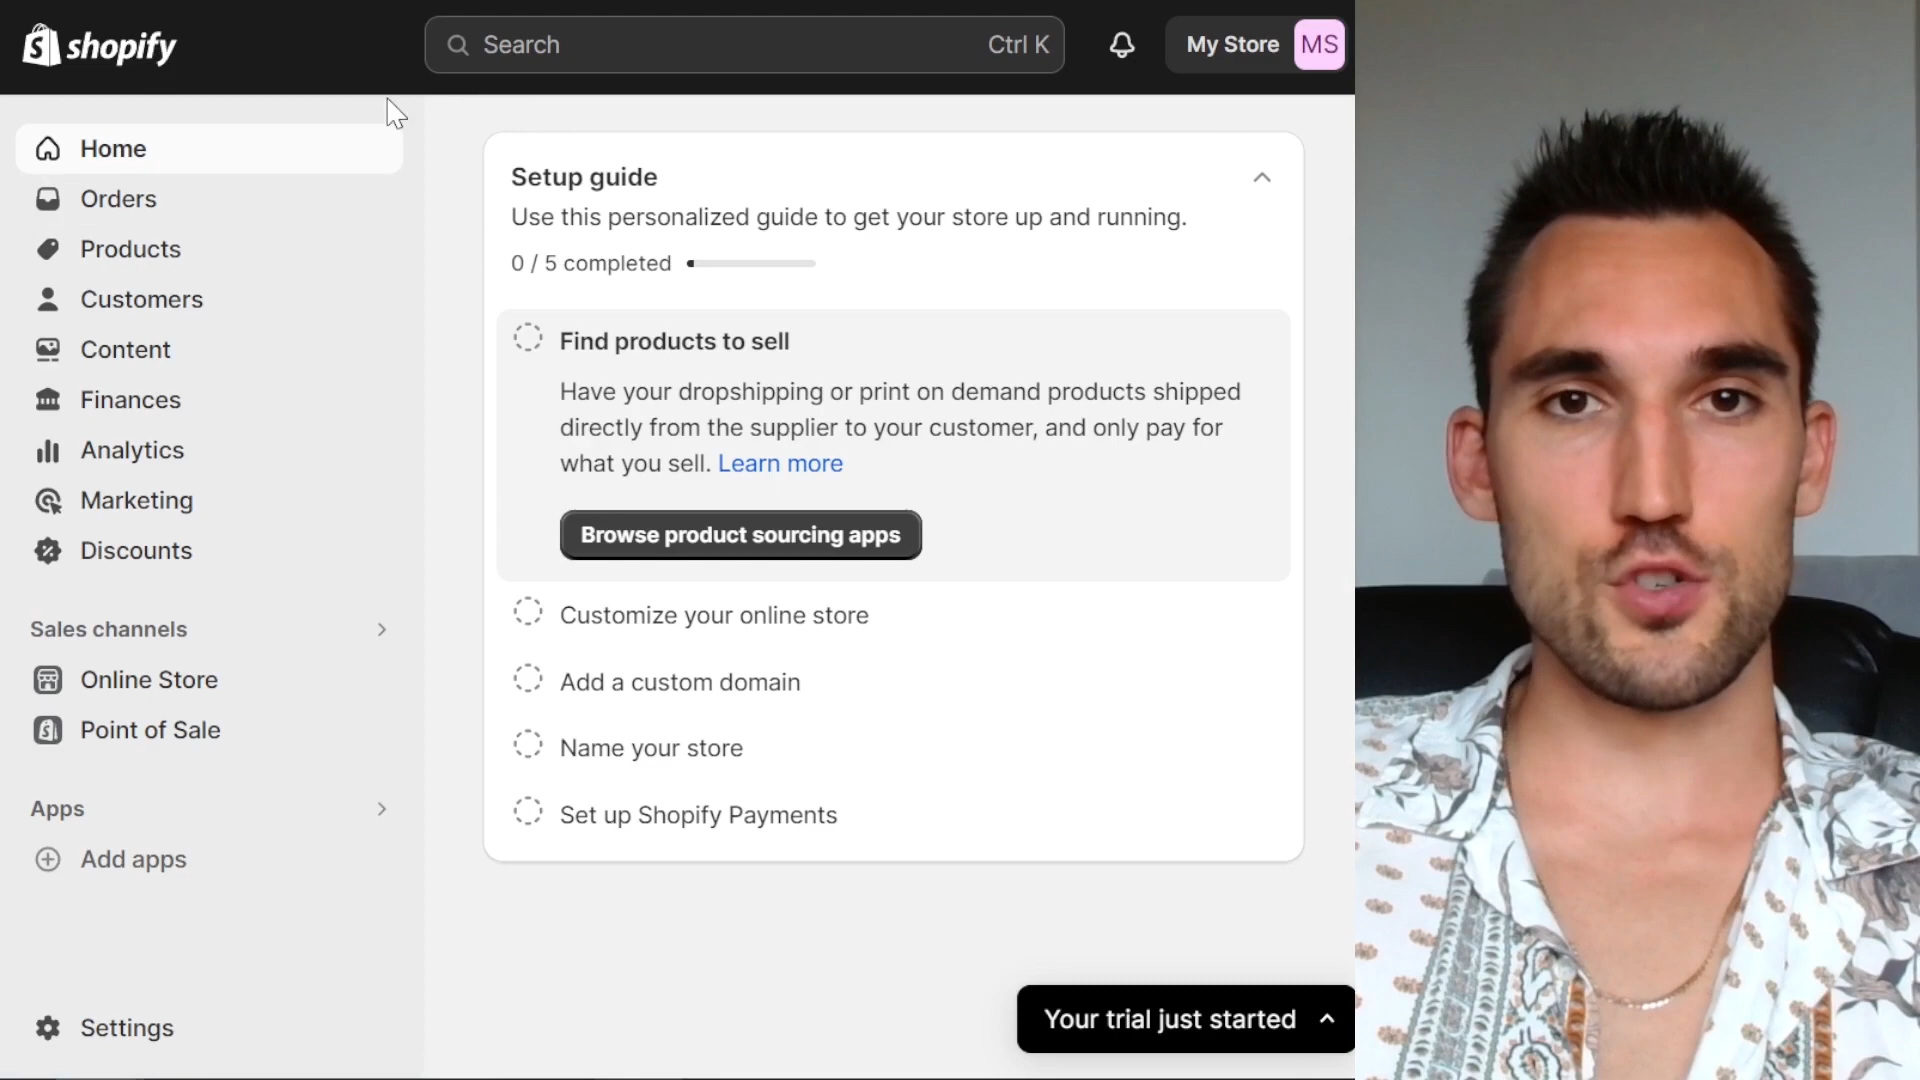 shopify
Search Ctrl K
My Store MS
Home
Orders
Products
Customers
Content
Finances
Analytics
Marketing
Discounts
Sales channels
Online Store
Point of Sale
Apps
Add apps
Settings
Setup guide
Use this personalized guide to get your store up and running.
0 / 5 completed
Find products to sell
Have your dropshipping or print on demand products shipped
directly from the supplier to your customer, and only pay for
what you sell. Learn more
Browse product sourcing apps
Customize your online store
Add a custom domain
Name your store
Set up Shopify Payments
Your trial just started